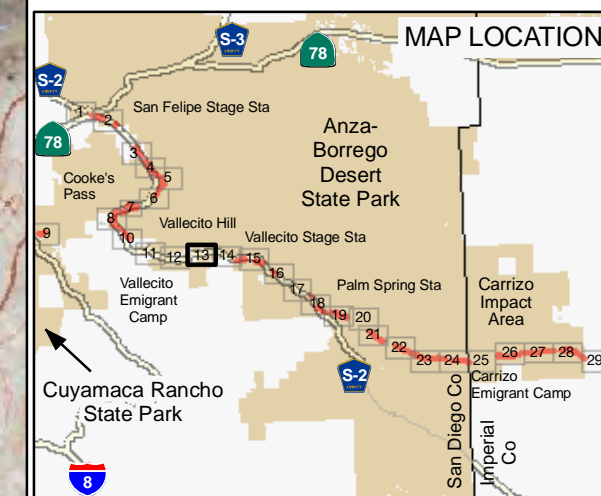 MAP LOCATION
S-3
78
S-2
San Felipe Stage Sta
1
2
78
3
4
5
6
7
8
9
10
11
12
13
14
15
16
17
18
19
20
21
22
23
24
25
26
27
28
29
Anza-
Borrego
Desert
State Park
Cooke's
Pass
Vallecito Hill
Vallecito Stage Sta
Vallecito
Emigrant
Camp
Palm Spring Sta
Carrizo
Impact
Area
Cuyamaca Rancho
State Park
S-2
Carrizo
Emigrant Camp
San Diego Co
Imperial
Co
8